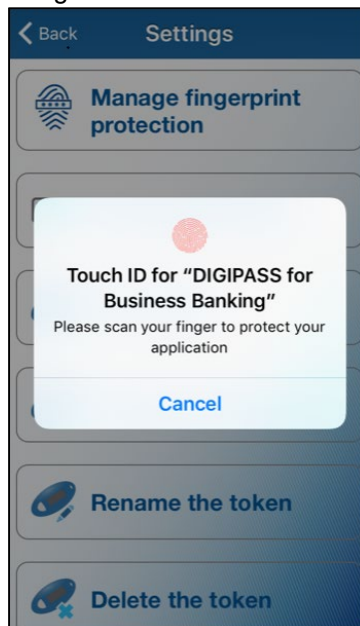 Back
Settings
Manage fingerprint
protection
Touch ID for “DIGIPASS for
Business Banking”
Please scan your finger to protect your
application
Cancel
Rename the token
Delete the token